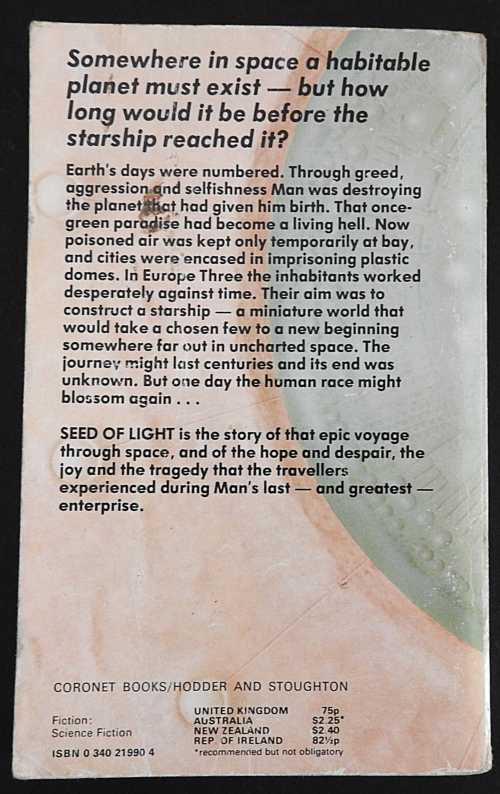 Somewhere in space a habitable
planet must exist — but how
long would it be before the
starship reached it?
Earth's days were numbered. Through greed,
aggression and selfishness Man was destroying
the planet that had given him birth. That once-
green paradise had become a living hell. Now
poisoned air was kept only temporarily at bay,
and cities were encased in imprisoning plastic
domes. In Europe Three the inhabitants worked
desperately against time. Their aim was to
construct a starship — a miniature world that
would take a chosen few to a new beginning
somewhere far out in uncharted space. The
journey might last centuries and its end was
unknown. But one day the human race might
blossom again . . .
SEED OF LIGHT is the story of that epic voyage
through space, and of the hope and despair, the
joy and the tragedy that the travellers
experienced during Man's last — and greatest —
enterprise.
CORONET BOOKS/HODDER AND STOUGHTON
UNITED KINGDOM 75p
Fiction: AUSTRALIA $2.25*
Science Fiction NEW ZEALAND $2.40
REP. OF IRELAND 82½p
ISBN 0 340 21990 4 *recommended but not obligatory